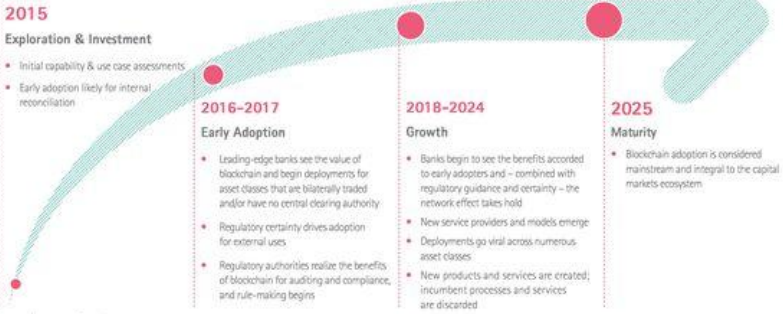 2015
Exploration & Investment
• Initial capability & use case assessments
• Early adoption likely for internal
reconciliation
2016-2017
Early Adoption
• Leading-edge banks see the value of
blockchain and begin deployments for
asset classes that are bilaterally traded
and/or have no central clearing authority
• Regulatory certainty drives adoption
for external uses
• Regulatory authorities realize the benefits
of blockchain for auditing and compliance,
and rule-making begins
2018-2024
Growth
• Banks begin to see the benefits accorded
to early adopters and – combined with
regulatory guidance and certainty – the
network effect takes hold
• New service providers and models emerge
• Deployments go viral across numerous
asset classes
• New products and services are created;
incumbent processes and services
are discarded
2025
Maturity
• Blockchain adoption is considered
mainstream and integral to the capital
markets ecosystem